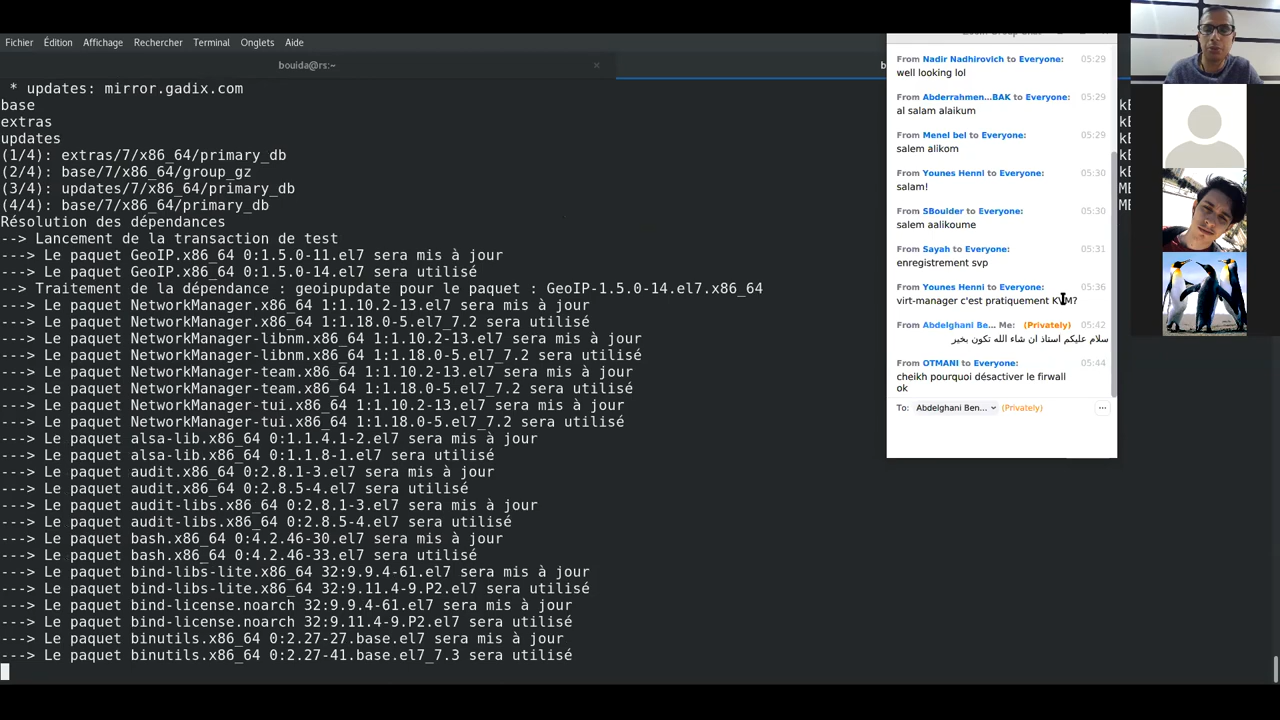 Fichier Édition Affichage Rechercher Terminal Onglets Aide
bouida@rs:~
* updates: mirror.gadix.com
base
extras
updates
(1/4): extras/7/x86_64/primary_db
(2/4): base/7/x86_64/group_gz
(3/4): updates/7/x86_64/primary_db
(4/4): base/7/x86_64/primary_db
Résolution des dépendances
--> Lancement de la transaction de test
---> Le paquet GeoIP.x86_64 0:1.5.0-11.el7 sera mis à jour
---> Le paquet GeoIP.x86_64 0:1.5.0-14.el7 sera utilisé
--> Traitement de la dépendance : geoipupdate pour le paquet : GeoIP-1.5.0-14.el7.x86_64
---> Le paquet NetworkManager.x86_64 1:1.10.2-13.el7 sera mis à jour
---> Le paquet NetworkManager.x86_64 1:1.18.0-5.el7_7.2 sera utilisé
---> Le paquet NetworkManager-libnm.x86_64 1:1.10.2-13.el7 sera mis à jour
---> Le paquet NetworkManager-libnm.x86_64 1:1.18.0-5.el7_7.2 sera utilisé
---> Le paquet NetworkManager-team.x86_64 1:1.10.2-13.el7 sera mis à jour
---> Le paquet NetworkManager-team.x86_64 1:1.18.0-5.el7_7.2 sera utilisé
---> Le paquet NetworkManager-tui.x86_64 1:1.10.2-13.el7 sera mis à jour
---> Le paquet NetworkManager-tui.x86_64 1:1.18.0-5.el7_7.2 sera utilisé
---> Le paquet alsa-lib.x86_64 0:1.1.4.1-2.el7 sera mis à jour
---> Le paquet alsa-lib.x86_64 0:1.1.8-1.el7 sera utilisé
---> Le paquet audit.x86_64 0:2.8.1-3.el7 sera mis à jour
---> Le paquet audit.x86_64 0:2.8.5-4.el7 sera utilisé
---> Le paquet audit-libs.x86_64 0:2.8.1-3.el7 sera mis à jour
---> Le paquet audit-libs.x86_64 0:2.8.5-4.el7 sera utilisé
---> Le paquet bash.x86_64 0:4.2.46-30.el7 sera mis à jour
---> Le paquet bash.x86_64 0:4.2.46-33.el7 sera utilisé
---> Le paquet bind-libs-lite.x86_64 32:9.9.4-61.el7 sera mis à jour
---> Le paquet bind-libs-lite.x86_64 32:9.11.4-9.P2.el7 sera utilisé
---> Le paquet bind-license.noarch 32:9.9.4-61.el7 sera mis à jour
---> Le paquet bind-license.noarch 32:9.11.4-9.P2.el7 sera utilisé
---> Le paquet binutils.x86_64 0:2.27-27.base.el7 sera mis à jour
---> Le paquet binutils.x86_64 0:2.27-41.base.el7_7.3 sera utilisé
From Nadir Nadhirovich to Everyone: 05:29
well looking lol
From Abderrahmen...BAK to Everyone: 05:29
al salam alaikum
From Menel bel to Everyone: 05:29
salem alikom
From Younes Henni to Everyone: 05:30
salam!
From SBoulder to Everyone: 05:30
salem aalikoume
From Sayah to Everyone: 05:31
enregistrement svp
From Younes Henni to Everyone: 05:36
virt-manager c'est pratiquement KVM?
From Abdelghani Be... Me: (Privately) 05:42
سلام عليكم استاذ ان شاء الله تكون بخير
From OTMANI to Everyone: 05:44
cheikh pourquoi désactiver le firwall
ok
To: Abdelghani Ben... (Privately) ...